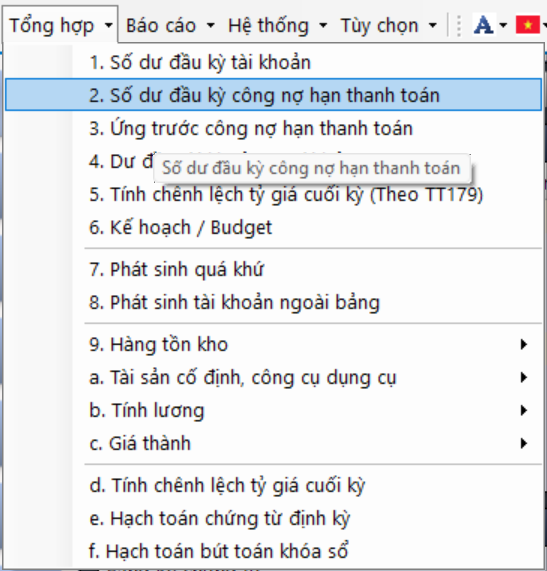 Tổng hợp Báo cáo Hệ thống Tùy chọn A
1. Số dư đầu kỳ tài khoản
2. Số dư đầu kỳ công nợ hạn thanh toán
3. Ứng trước công nợ hạn thanh toán
4. Dư
Số dư đầu kỳ công nợ hạn thanh toán
5. Tính chênh lệch tỷ giá cuối kỳ (Theo TT179)
6. Kế hoạch / Budget
7. Phát sinh quá khứ
8. Phát sinh tài khoản ngoài bảng
9. Hàng tồn kho
a. Tài sản cố định, công cụ dụng cụ
b. Tính lương
c. Giá thành
d. Tính chênh lệch tỷ giá cuối kỳ
e. Hạch toán chứng từ định kỳ
f. Hạch toán bút toán khóa sổ